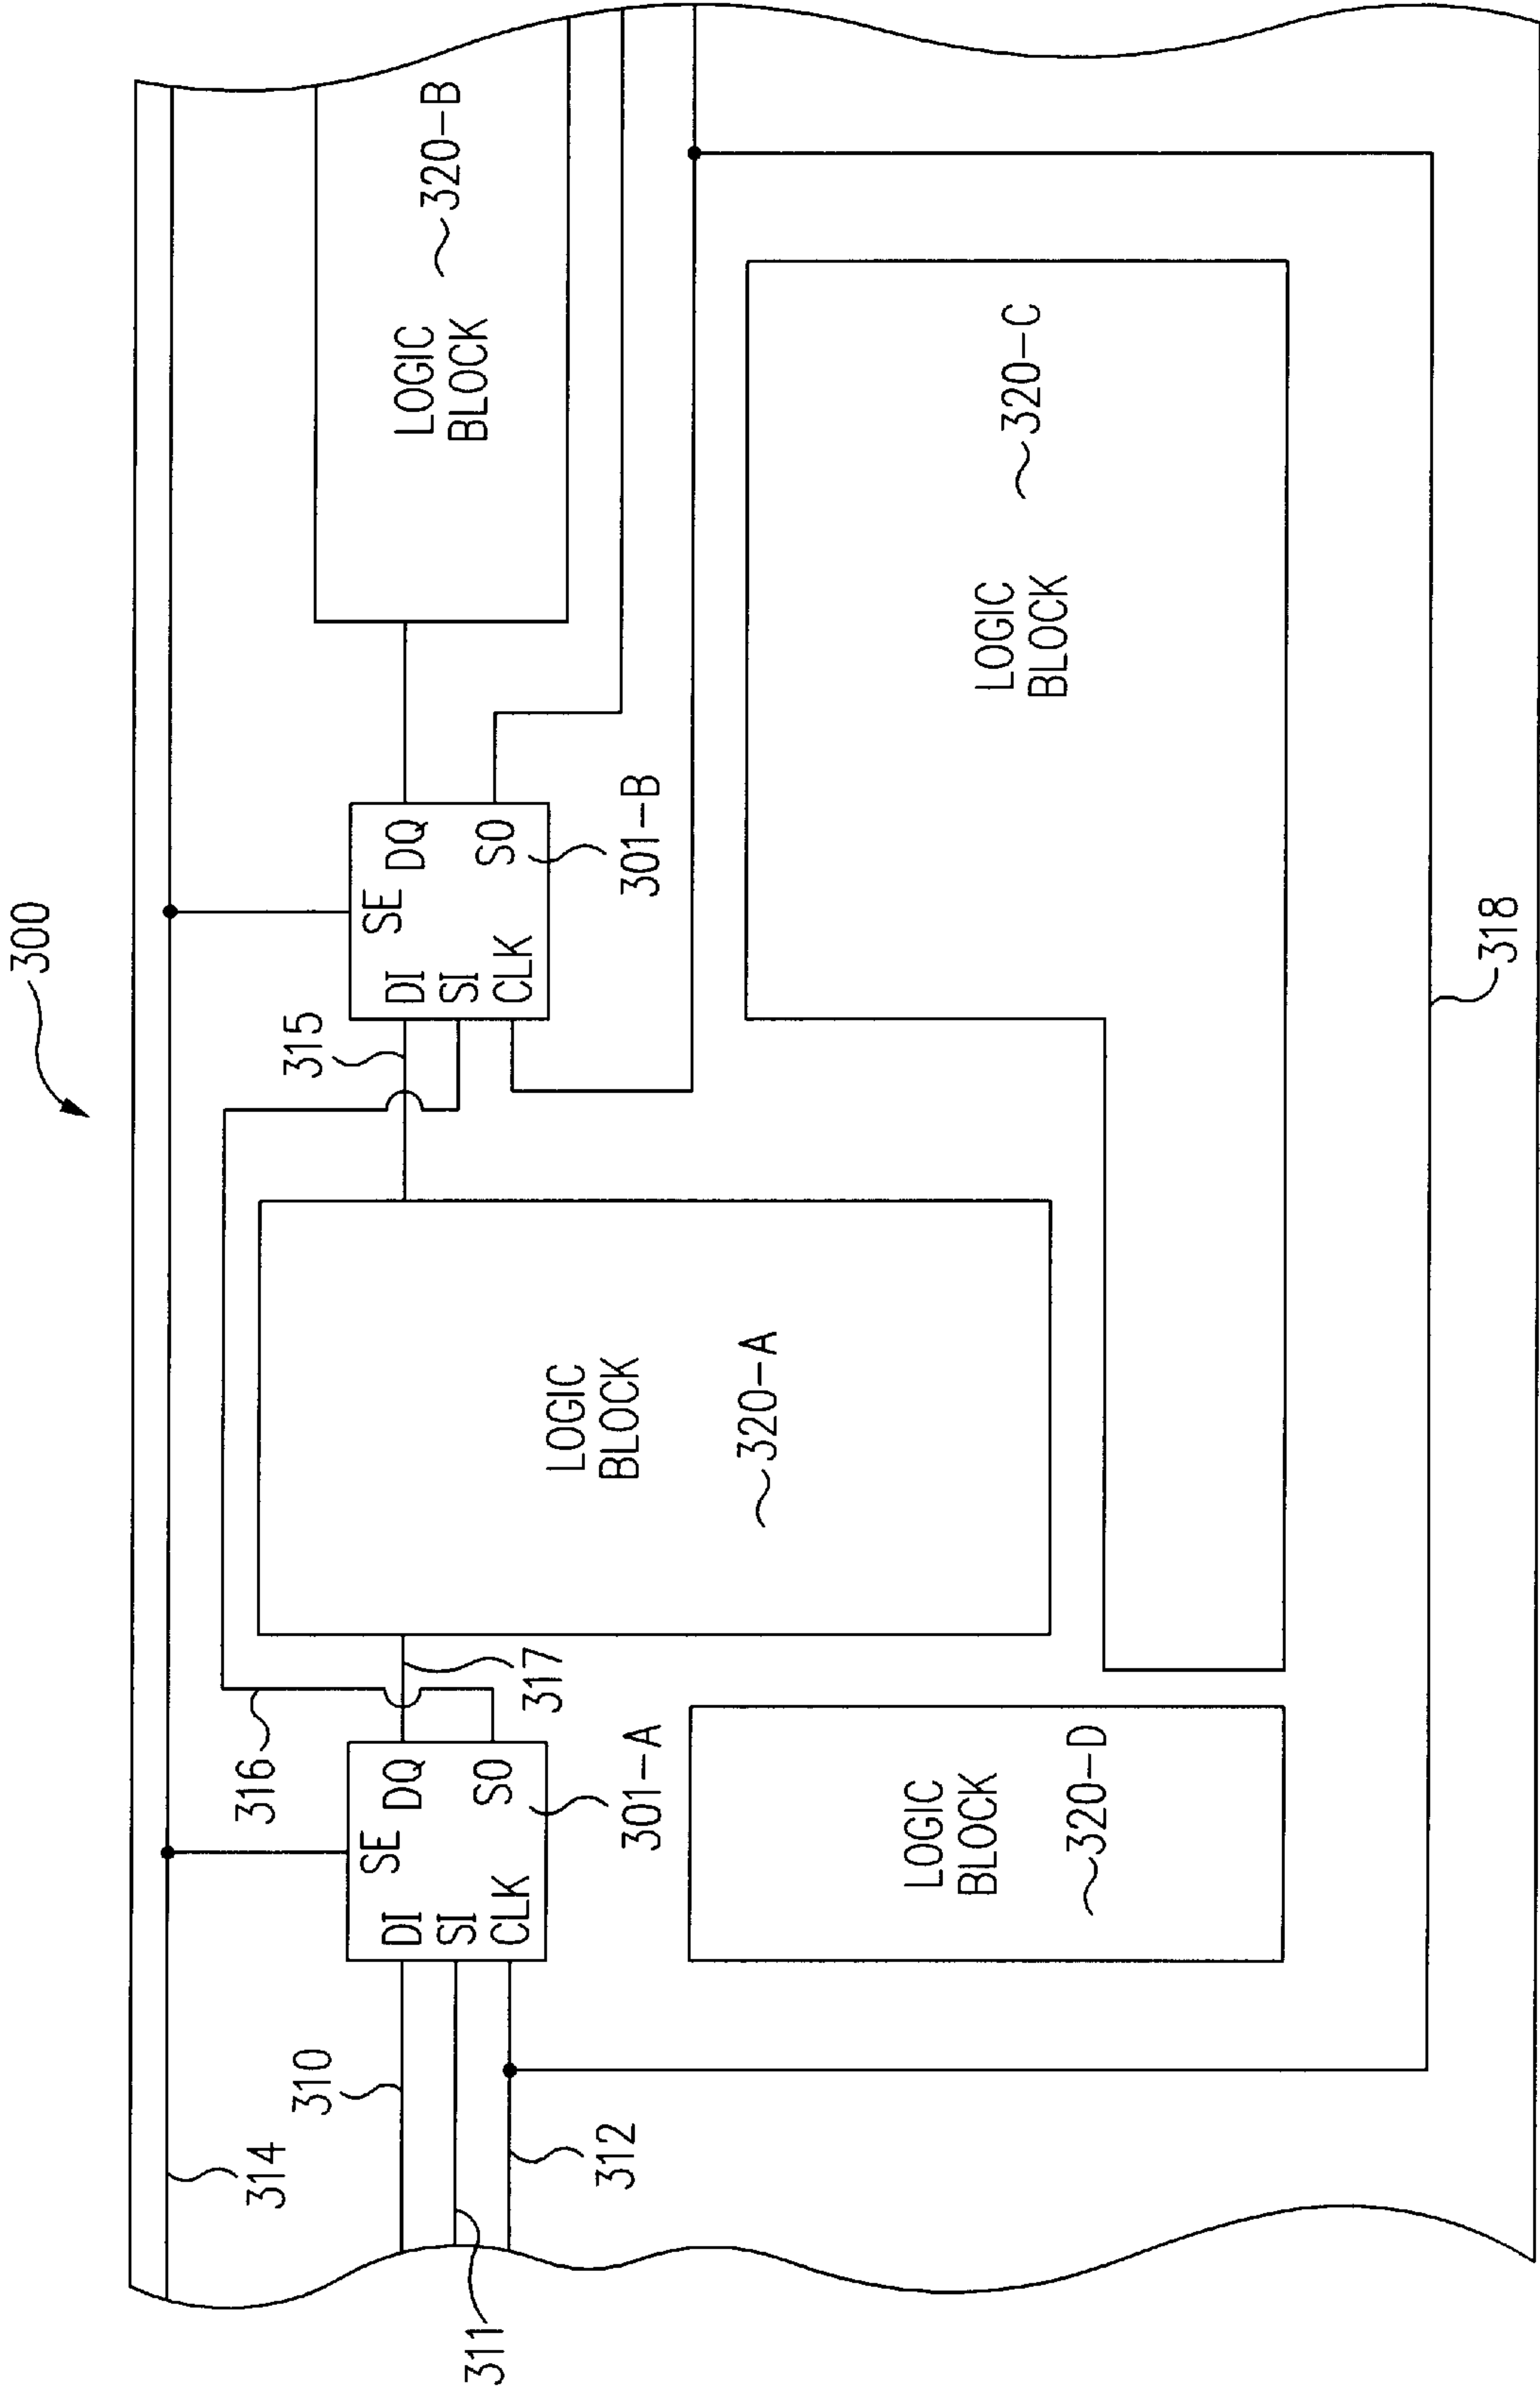 300
314
310
311
312
316
317
315
318
SE
DI
DQ
SI
CLK
SO
301-A
SE
DI
DQ
SI
CLK
SO
301-B
LOGIC
BLOCK
320-A
LOGIC
BLOCK
320-B
LOGIC
BLOCK
320-C
LOGIC
BLOCK
320-D